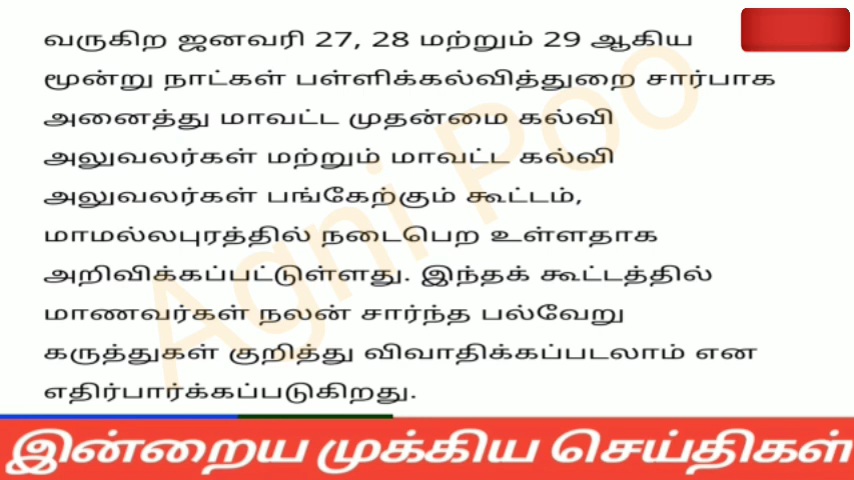 வருகிற ஜனவரி 27, 28 மற்றும் 29 ஆகிய
மூன்று நாட்கள் பள்ளிக்கல்வித்துறை சார்பாக
அனைத்து மாவட்ட முதன்மை கல்வி
அலுவலர்கள் மற்றும் மாவட்ட கல்வி
அலுவலர்கள் பங்கேற்கும் கூட்டம்,
மாமல்லபுரத்தில் நடைபெற உள்ளதாக
அறிவிக்கப்பட்டுள்ளது. இந்தக் கூட்டத்தில்
மாணவர்கள் நலன் சார்ந்த பல்வேறு
கருத்துகள் குறித்து விவாதிக்கப்படலாம் என
எதிர்பார்க்கப்படுகிறது.
Agni Poo
இன்றைய முக்கிய செய்திகள்